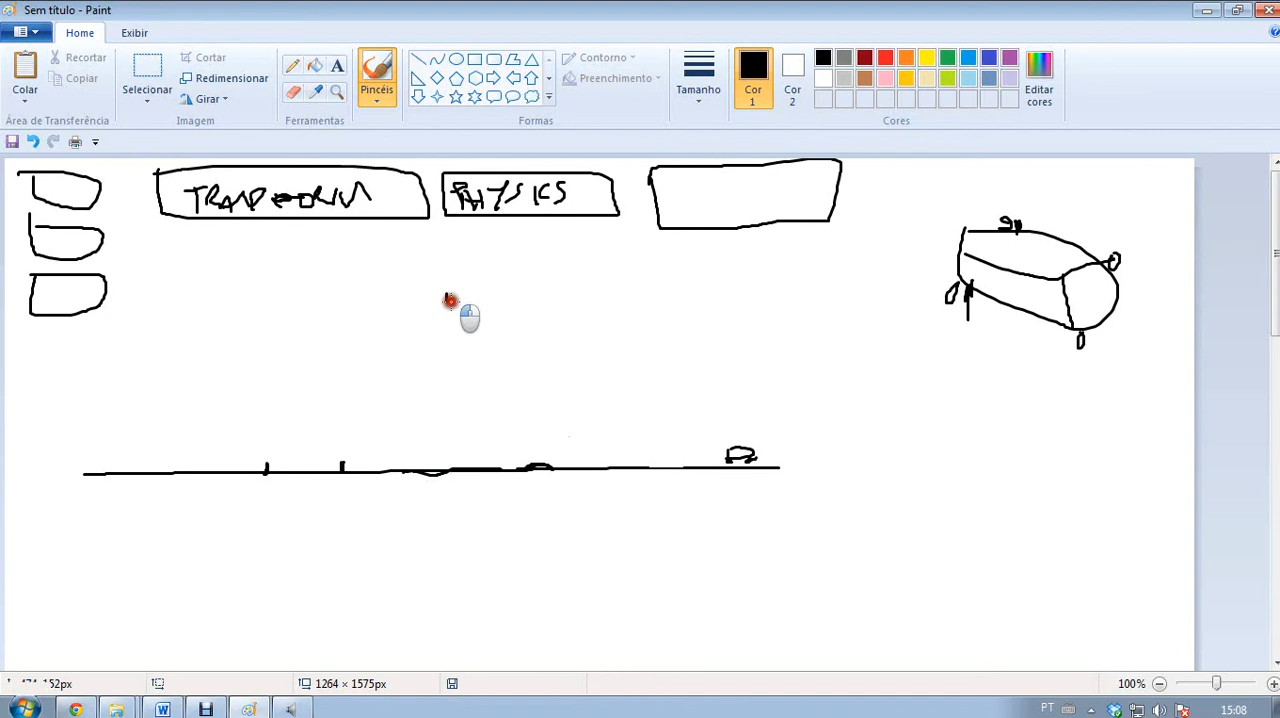 Sem título - Paint
Home
Exibir
Colar
Recortar
Copiar
Área de Transferência
Selecionar
Cortar
Redimensionar
Girar
Imagem
Ferramentas
Pincéis
Formas
Contorno
Preenchimento
Tamanho
Cor 1
Cor 2
Editar cores
Cores
PHYSICS
152px
1264 × 1575px
100%
PT
15:08